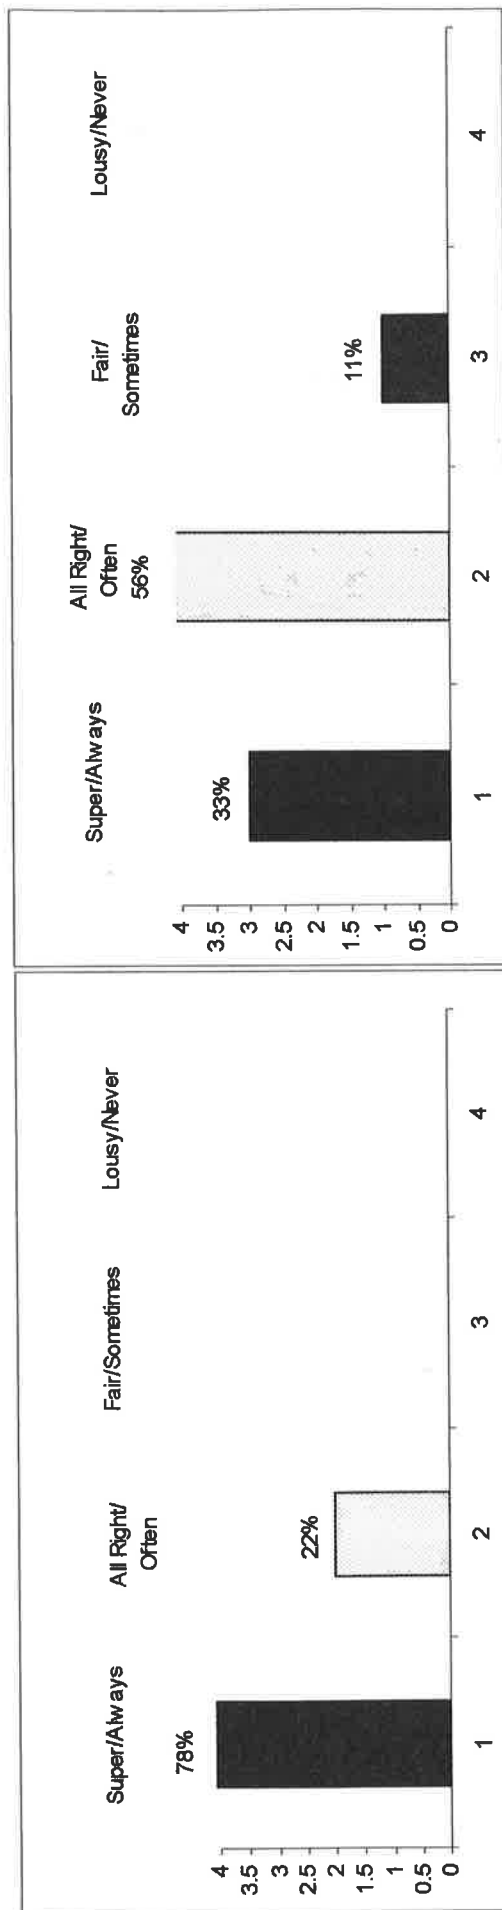 Super/Always
All Right/
Often
Fair/Sometimes
Lousy/Never
78%
22%
4
3.5
3
2.5
2
1.5
1
0.5
0
1
2
3
4
Super/Always
All Right/
Often
56%
Fair/
Sometimes
Lousy/Never
33%
11%
4
3.5
3
2.5
2
1.5
1
0.5
0
1
2
3
4